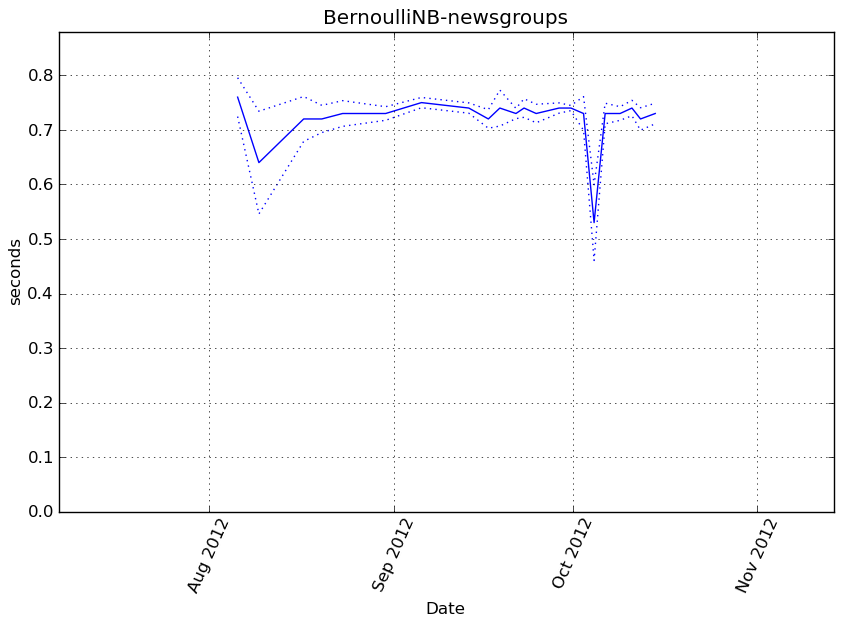 BernoulliNB-newsgroups
0.8
0.7
0.6
0.5
0.4
0.3
0.2
0.1
0.0
seconds
Aug 2012
Sep 2012
Oct 2012
Nov 2012
Date